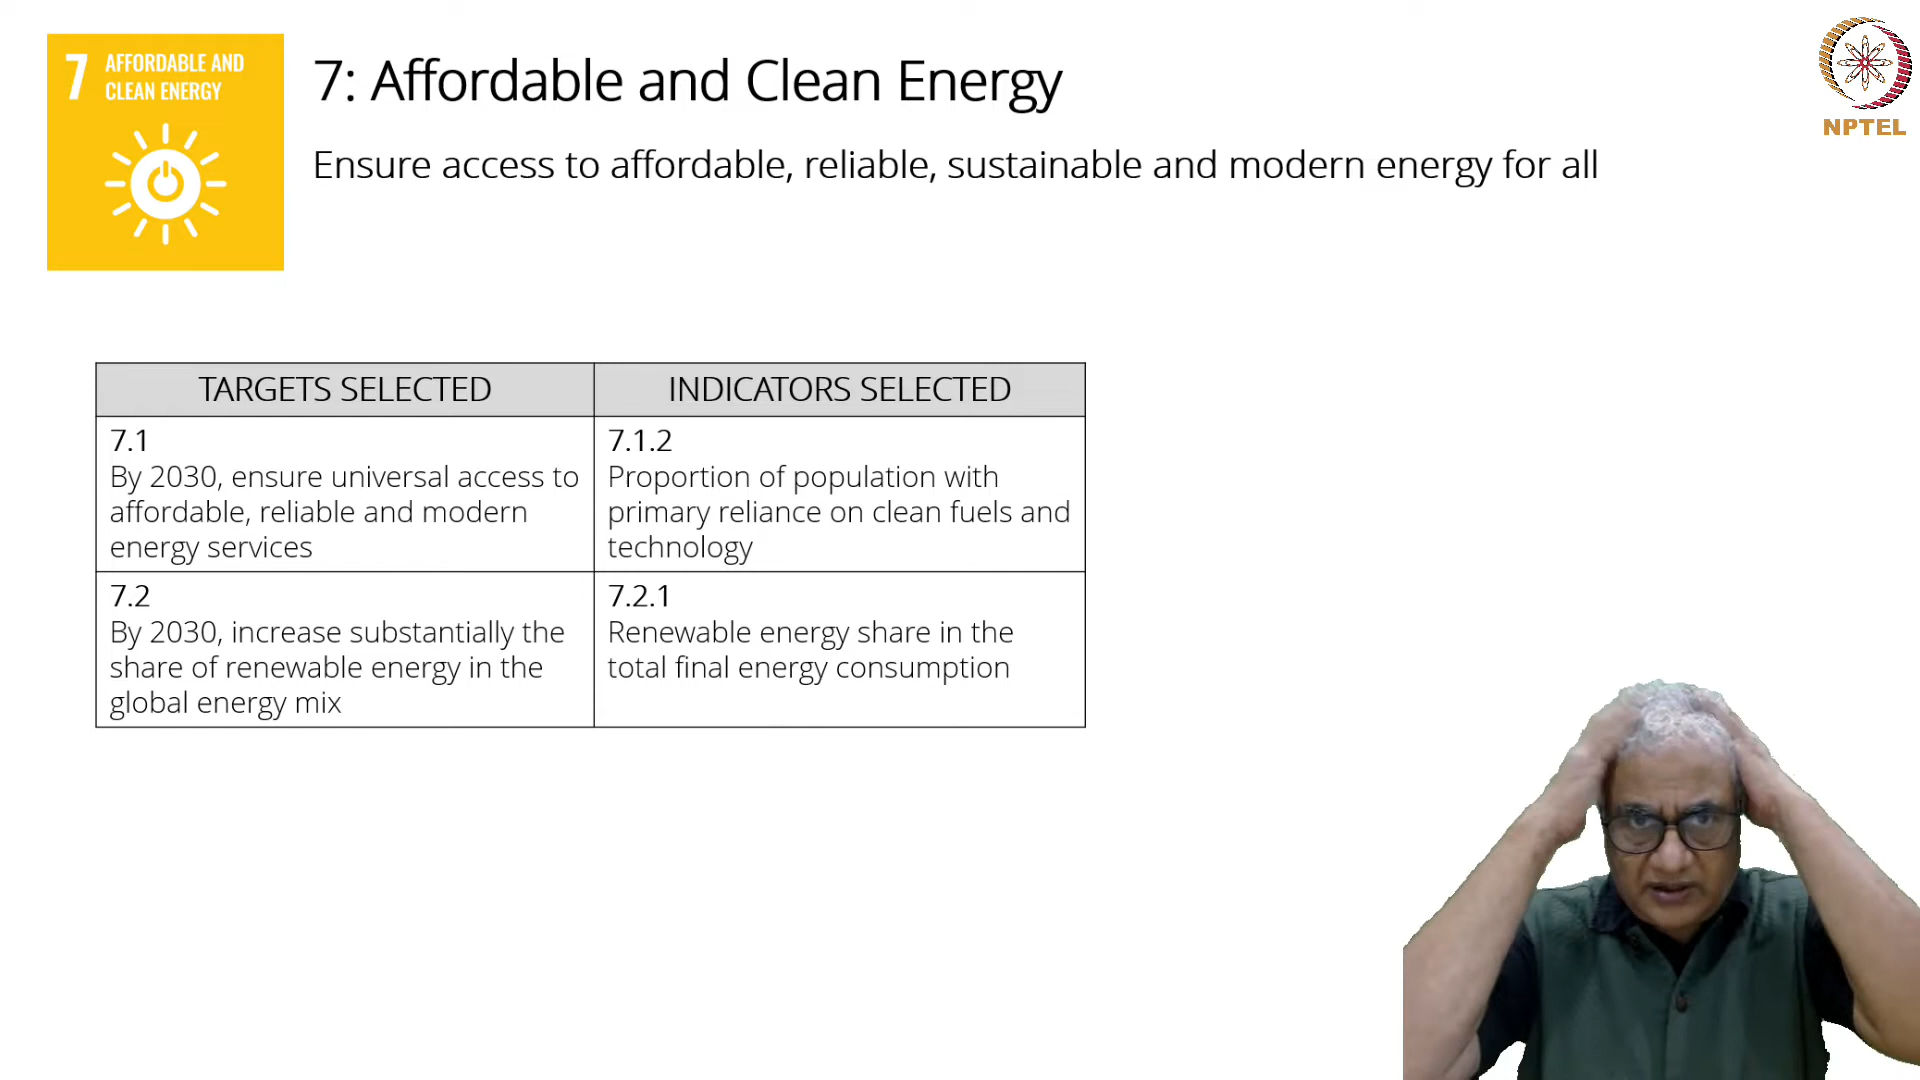 7 AFFORDABLE AND
CLEAN ENERGY
7: Affordable and Clean Energy
Ensure access to affordable, reliable, sustainable and modern energy for all
NPTEL
TARGETS SELECTED
INDICATORS SELECTED
7.1
By 2030, ensure universal access to
affordable, reliable and modern
energy services
7.1.2
Proportion of population with
primary reliance on clean fuels and
technology
7.2
By 2030, increase substantially the
share of renewable energy in the
global energy mix
7.2.1
Renewable energy share in the
total final energy consumption